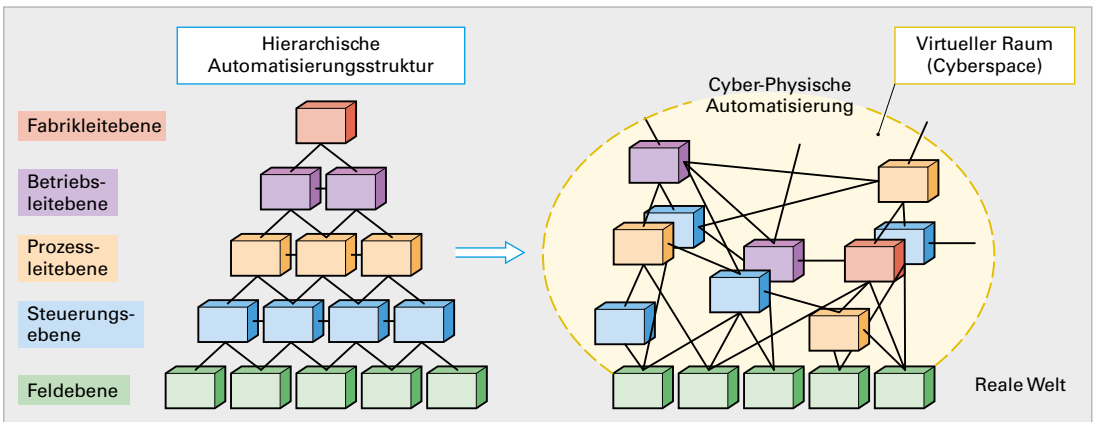 Hierarchische
Automatisierungsstruktur
Virtueller Raum
(Cyberspace)
Cyber-Physische
Automatisierung
Fabrikleitebene
Betriebs-
leitebene
Prozess-
leitebene
Steuerungs-
ebene
Feldebene
Reale Welt